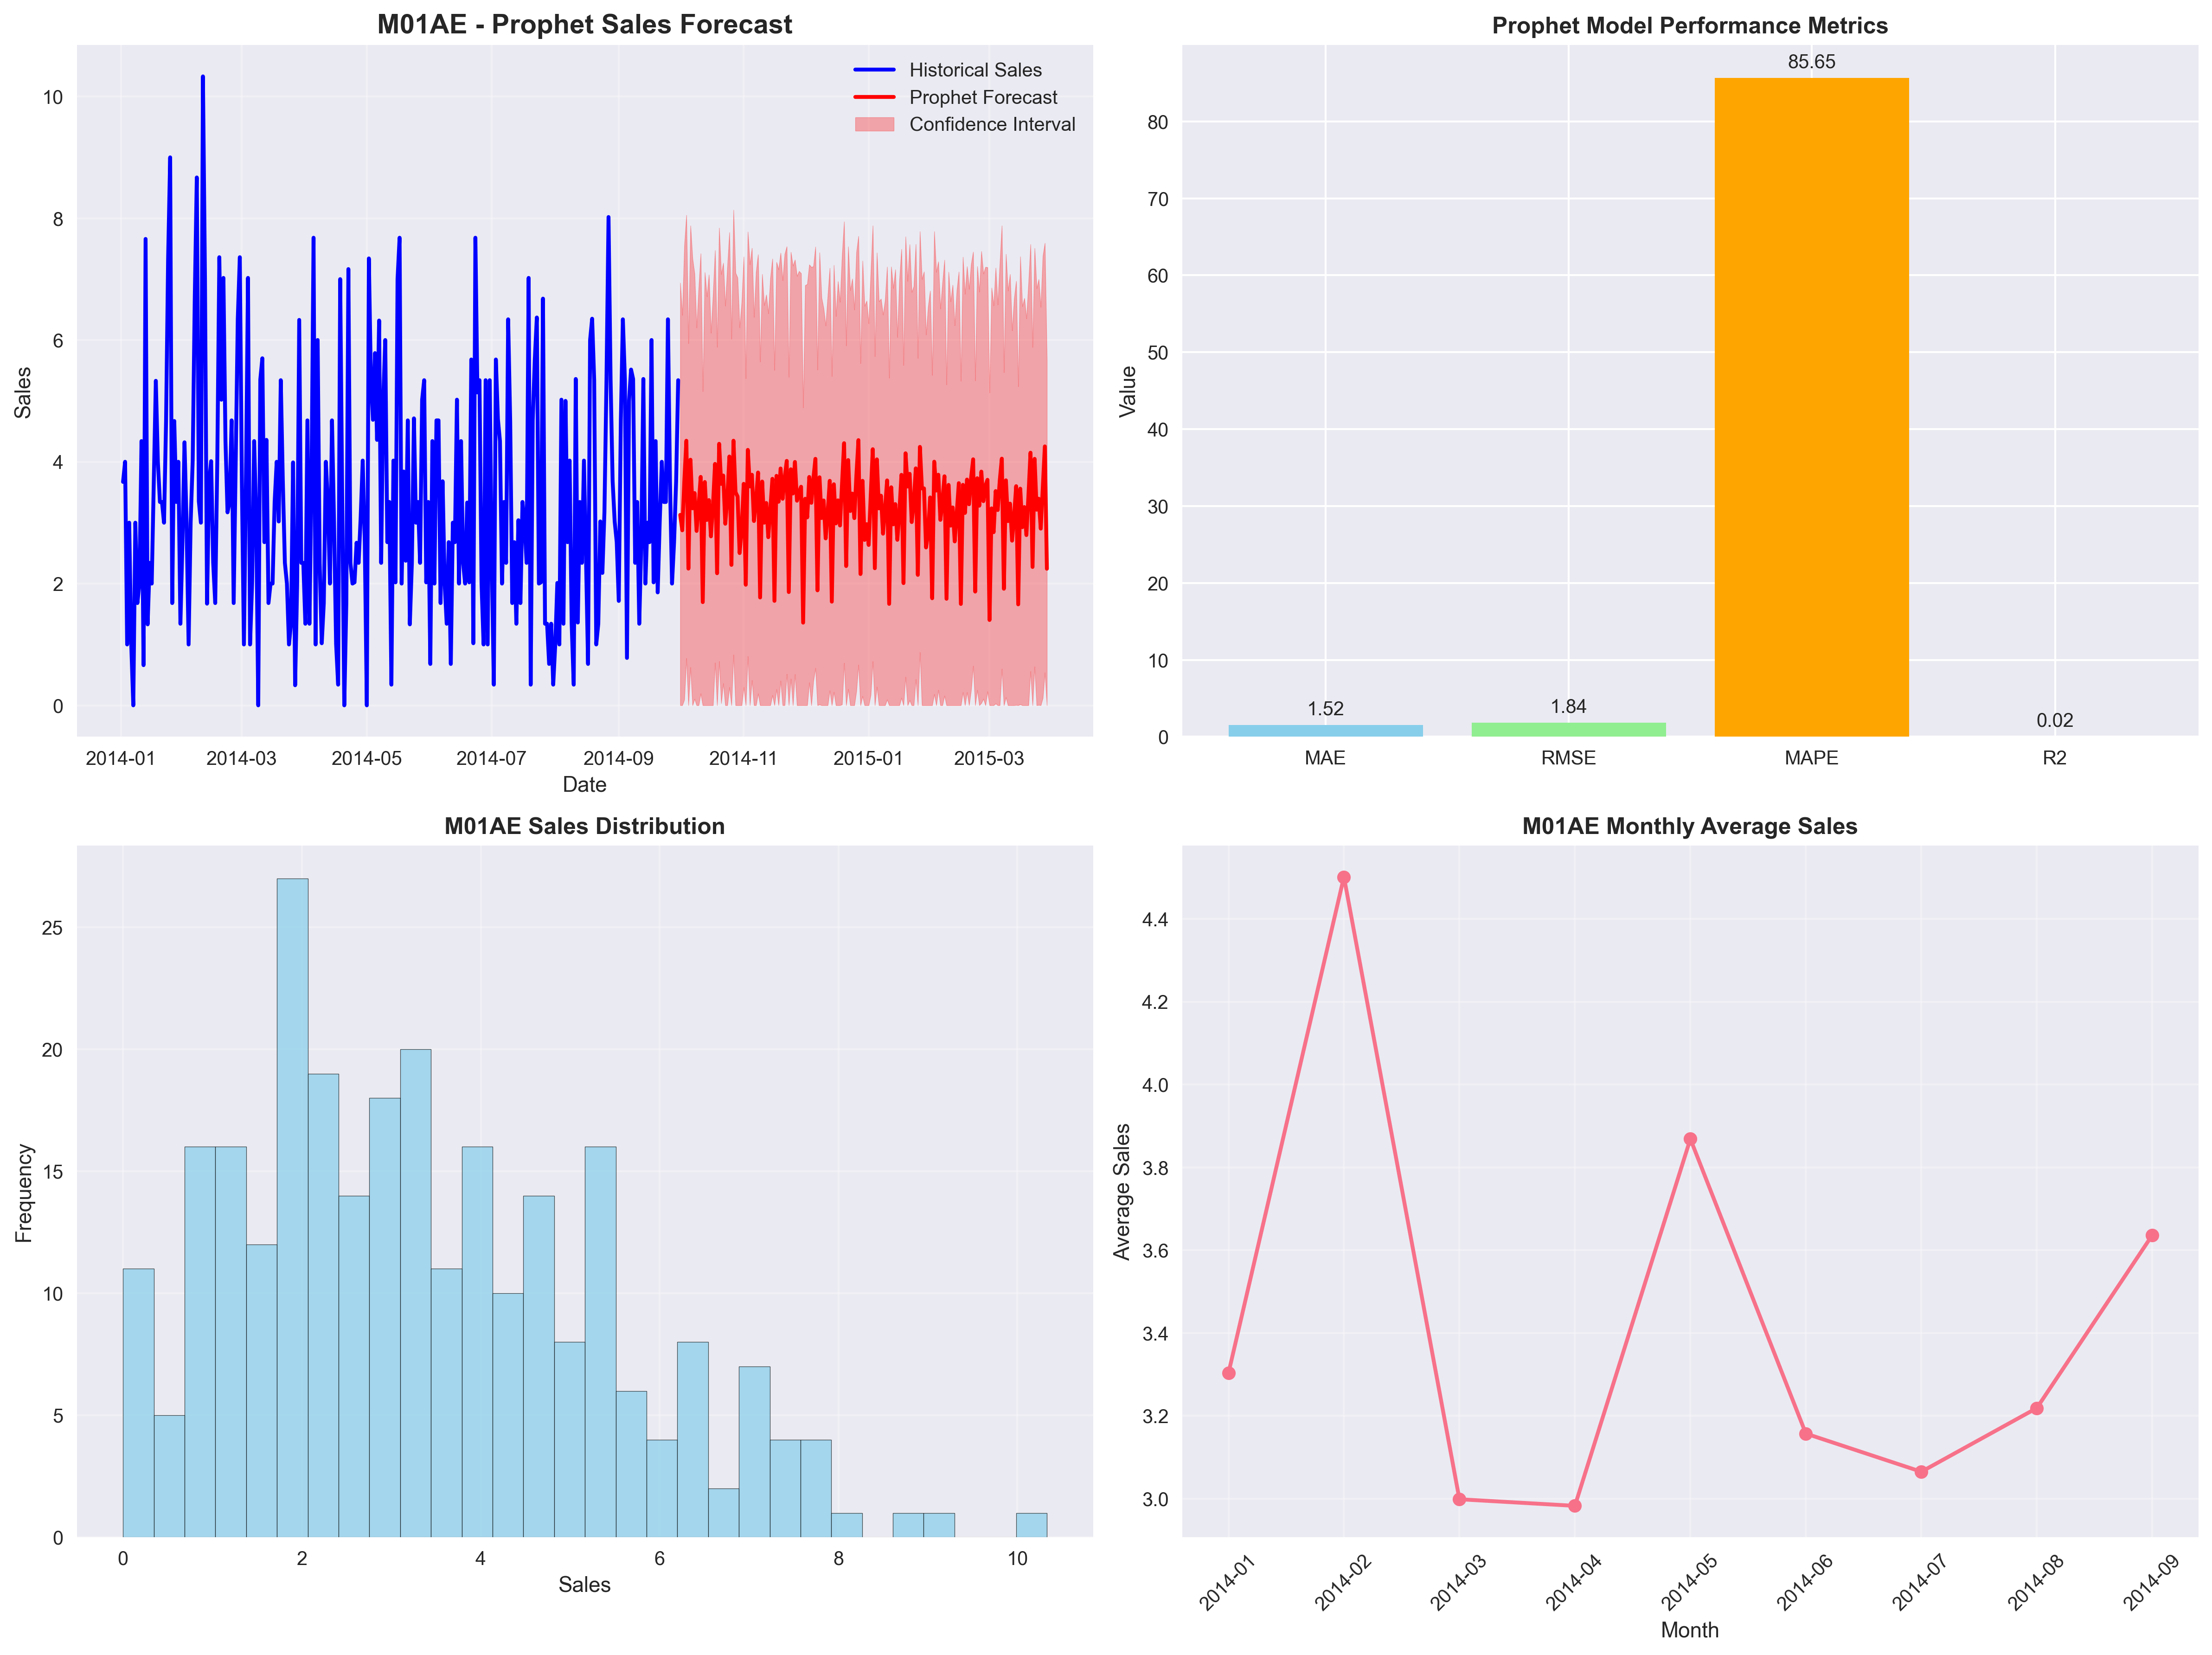 M01AE - Prophet Sales Forecast
Historical Sales
Prophet Forecast
Confidence Interval
Sales
10
8
6
4
2
0
2014-01 2014-03 2014-05 2014-07 2014-09 2014-11 2015-01 2015-03
Date
Prophet Model Performance Metrics
85.65
1.52
1.84
0.02
Value
80
70
60
50
40
30
20
10
0
MAE RMSE MAPE R2
M01AE Sales Distribution
Frequency
25
20
15
10
5
0
0 2 4 6 8 10
Sales
M01AE Monthly Average Sales
Average Sales
4.4
4.2
4.0
3.8
3.6
3.4
3.2
3.0
2014-01 2014-02 2014-03 2014-04 2014-05 2014-06 2014-07 2014-08 2014-09
Month